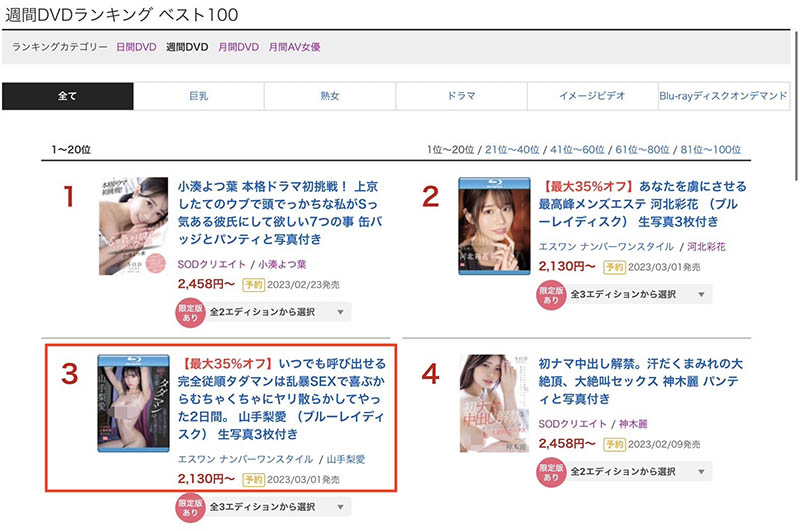 週間DVDランキング ベスト100
ランキングカテゴリー 日間DVD 週間DVD 月間DVD 月間AV女優
全て 巨乳 熟女 ドラマ イメージビデオ Blu-rayディスクオンデマンド
1〜20位
1位〜20位 / 21位〜40位 / 41位〜60位 / 61位〜80位 / 81位〜100位
1
小湊よつ葉 本格ドラマ初挑戦！ 上京
したてのウブで頭でっかちな私がSっ
気ある彼氏にして欲しい7つの事 缶バ
ッジとパンティと写真付き
SODクリエイト / 小湊よつ葉
2,458円〜 予約 2023/02/23発売
限定版
あり
全2エディションから選択
2
【最大35%オフ】あなたを虜にさせる
最高峰メンズエステ 河北彩花 （ブル
ーレイディスク） 生写真3枚付き
エスワン ナンバーワンスタイル / 河北彩花
2,130円〜 予約 2023/03/01発売
限定版
あり
全3エディションから選択
3
山手梨愛
タダマン
【最大35%オフ】いつでも呼び出せる
完全従順タダマンは乱暴SEXで喜ぶか
らむちゃくちゃにヤリ散らかしてやっ
た2日間。 山手梨愛 （ブルーレイディ
スク） 生写真3枚付き
エスワン ナンバーワンスタイル / 山手梨愛
2,130円〜 予約 2023/03/01発売
限定版
あり
全3エディションから選択
4
初ナマ中出し解禁。汗だくまみれの大
絶頂、大絶叫セックス 神木麗 パンテ
ィと写真付き
SODクリエイト / 神木麗
2,458円〜 予約 2023/02/09発売
限定版
あり
全2エディションから選択